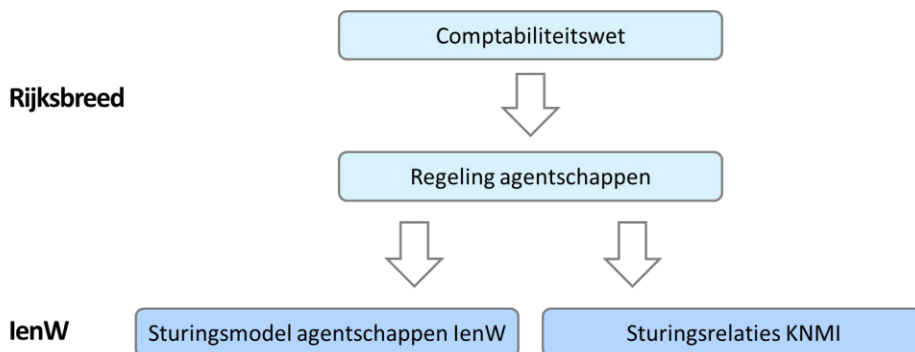 Comptabiliteitswet
Rijksbreed
Regeling agentschappen
IenW
Sturingsmodel agentschappen IenW
Sturingsrelaties KNMI